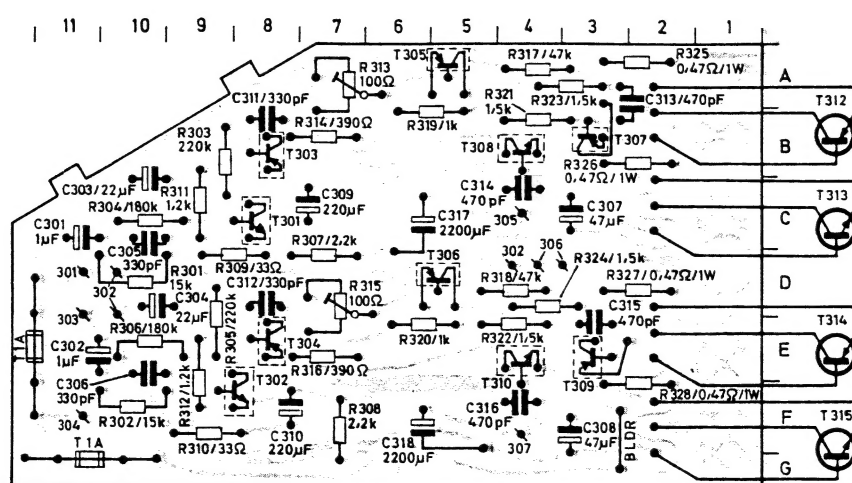 11 10 9 8 7 6 5 4 3 2 1
A
B
C
D
E
F
G
R313
100Ω
T305
R317/47k
R325
0,47Ω/1W
C311/330pF
R321
1,5k
R323/1,5k
C313/470pF
T312
R303
220k
R314/390Ω
R319/1k
T303
T308
T307
R326
0,47Ω/1W
C303/22µF
R311
1,2k
R304/180k
C309
220µF
C314
470pF
305
C307
47µF
T313
C301
1µF
T301
C317
2200µF
C305
330pF
R307/2,2k
302
306
T306
R324/1,5k
301
R301
15k
R309/33Ω
C312/330pF
R315
100Ω
R318/47k
R327/0,47Ω/1W
302
C304
22µF
C315
470pF
303
R306/180k
R305/220k
T304
R320/1k
R322/1,5k
T314
T1A
C302
1µF
R316/390Ω
T310
T309
C306
330pF
R312/1,2k
T302
R328/0,47Ω/1W
304
R302/15k
R308
2,2k
C316
470pF
T315
R310/33Ω
C310
220µF
C318
2200µF
307
C308
47µF
BLDR
T1A